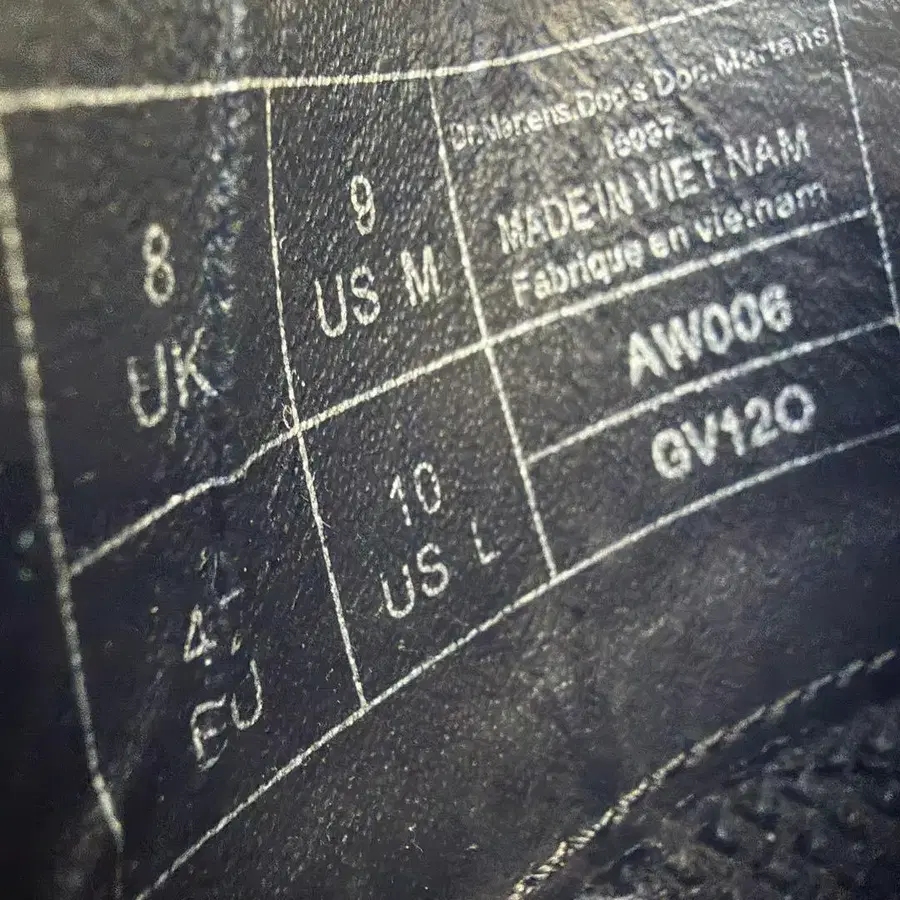 8
UK
9
US M
Dr.Martens.Doc's Doc.Martens
MADE IN VIETNAM
Fabrique en vietnam
AW006
GV12O
10
US L
EU